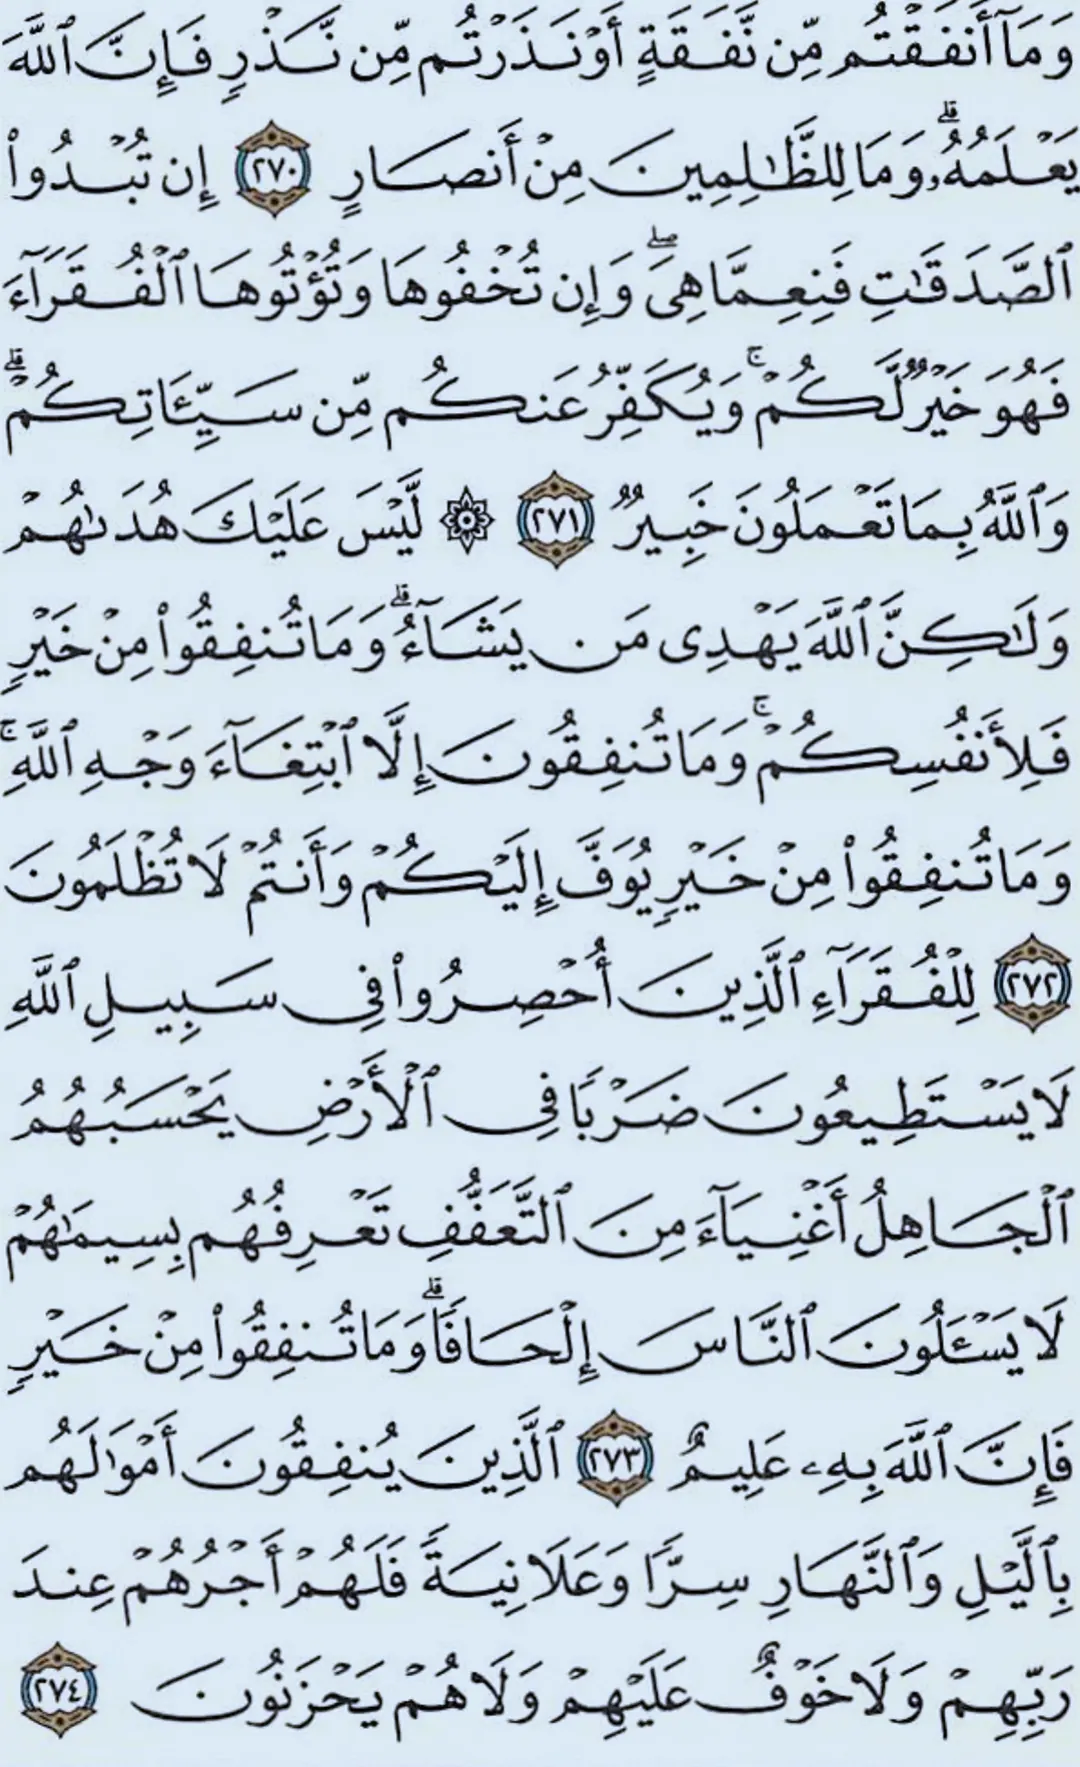 وَمَآ أَنفَقْتُم مِّن نَّفَقَةٍ أَوْ نَذَرْتُم مِّن نَّذْرٍ فَإِنَّ ٱللَّهَ
يَعْلَمُهُۥۗ وَمَا لِلظَّٰلِمِينَ مِنْ أَنصَارٍ ٢٧٠ إِن تُبْدُوا۟
ٱلصَّدَقَٰتِ فَنِعِمَّا هِىَۖ وَإِن تُخْفُوهَا وَتُؤْتُوهَا ٱلْفُقَرَآءَ
فَهُوَ خَيْرٌ لَّكُمْۚ وَيُكَفِّرُ عَنكُم مِّن سَيِّـَٔاتِكُمْۗ
وَٱللَّهُ بِمَا تَعْمَلُونَ خَبِيرٌ ٢٧١ ۞ لَّيْسَ عَلَيْكَ هُدَىٰهُمْ
وَلَٰكِنَّ ٱللَّهَ يَهْدِى مَن يَشَآءُۗ وَمَا تُنفِقُوا۟ مِنْ خَيْرٍ
فَلِأَنفُسِكُمْۚ وَمَا تُنفِقُونَ إِلَّا ٱبْتِغَآءَ وَجْهِ ٱللَّهِۚ
وَمَا تُنفِقُوا۟ مِنْ خَيْرٍ يُوَفَّ إِلَيْكُمْ وَأَنتُمْ لَا تُظْلَمُونَ
٢٧٢ لِلْفُقَرَآءِ ٱلَّذِينَ أُحْصِرُوا۟ فِى سَبِيلِ ٱللَّهِ
لَا يَسْتَطِيعُونَ ضَرْبًا فِى ٱلْأَرْضِ يَحْسَبُهُمُ
ٱلْجَاهِلُ أَغْنِيَآءَ مِنَ ٱلتَّعَفُّفِ تَعْرِفُهُم بِسِيمَٰهُمْ
لَا يَسْـَٔلُونَ ٱلنَّاسَ إِلْحَافًاۗ وَمَا تُنفِقُوا۟ مِنْ خَيْرٍ
فَإِنَّ ٱللَّهَ بِهِۦ عَلِيمٌ ٢٧٣ ٱلَّذِينَ يُنفِقُونَ أَمْوَٰلَهُم
بِٱلَّيْلِ وَٱلنَّهَارِ سِرًّا وَعَلَانِيَةً فَلَهُمْ أَجْرُهُمْ عِندَ
رَبِّهِمْ وَلَا خَوْفٌ عَلَيْهِمْ وَلَا هُمْ يَحْزَنُونَ ٢٧٤